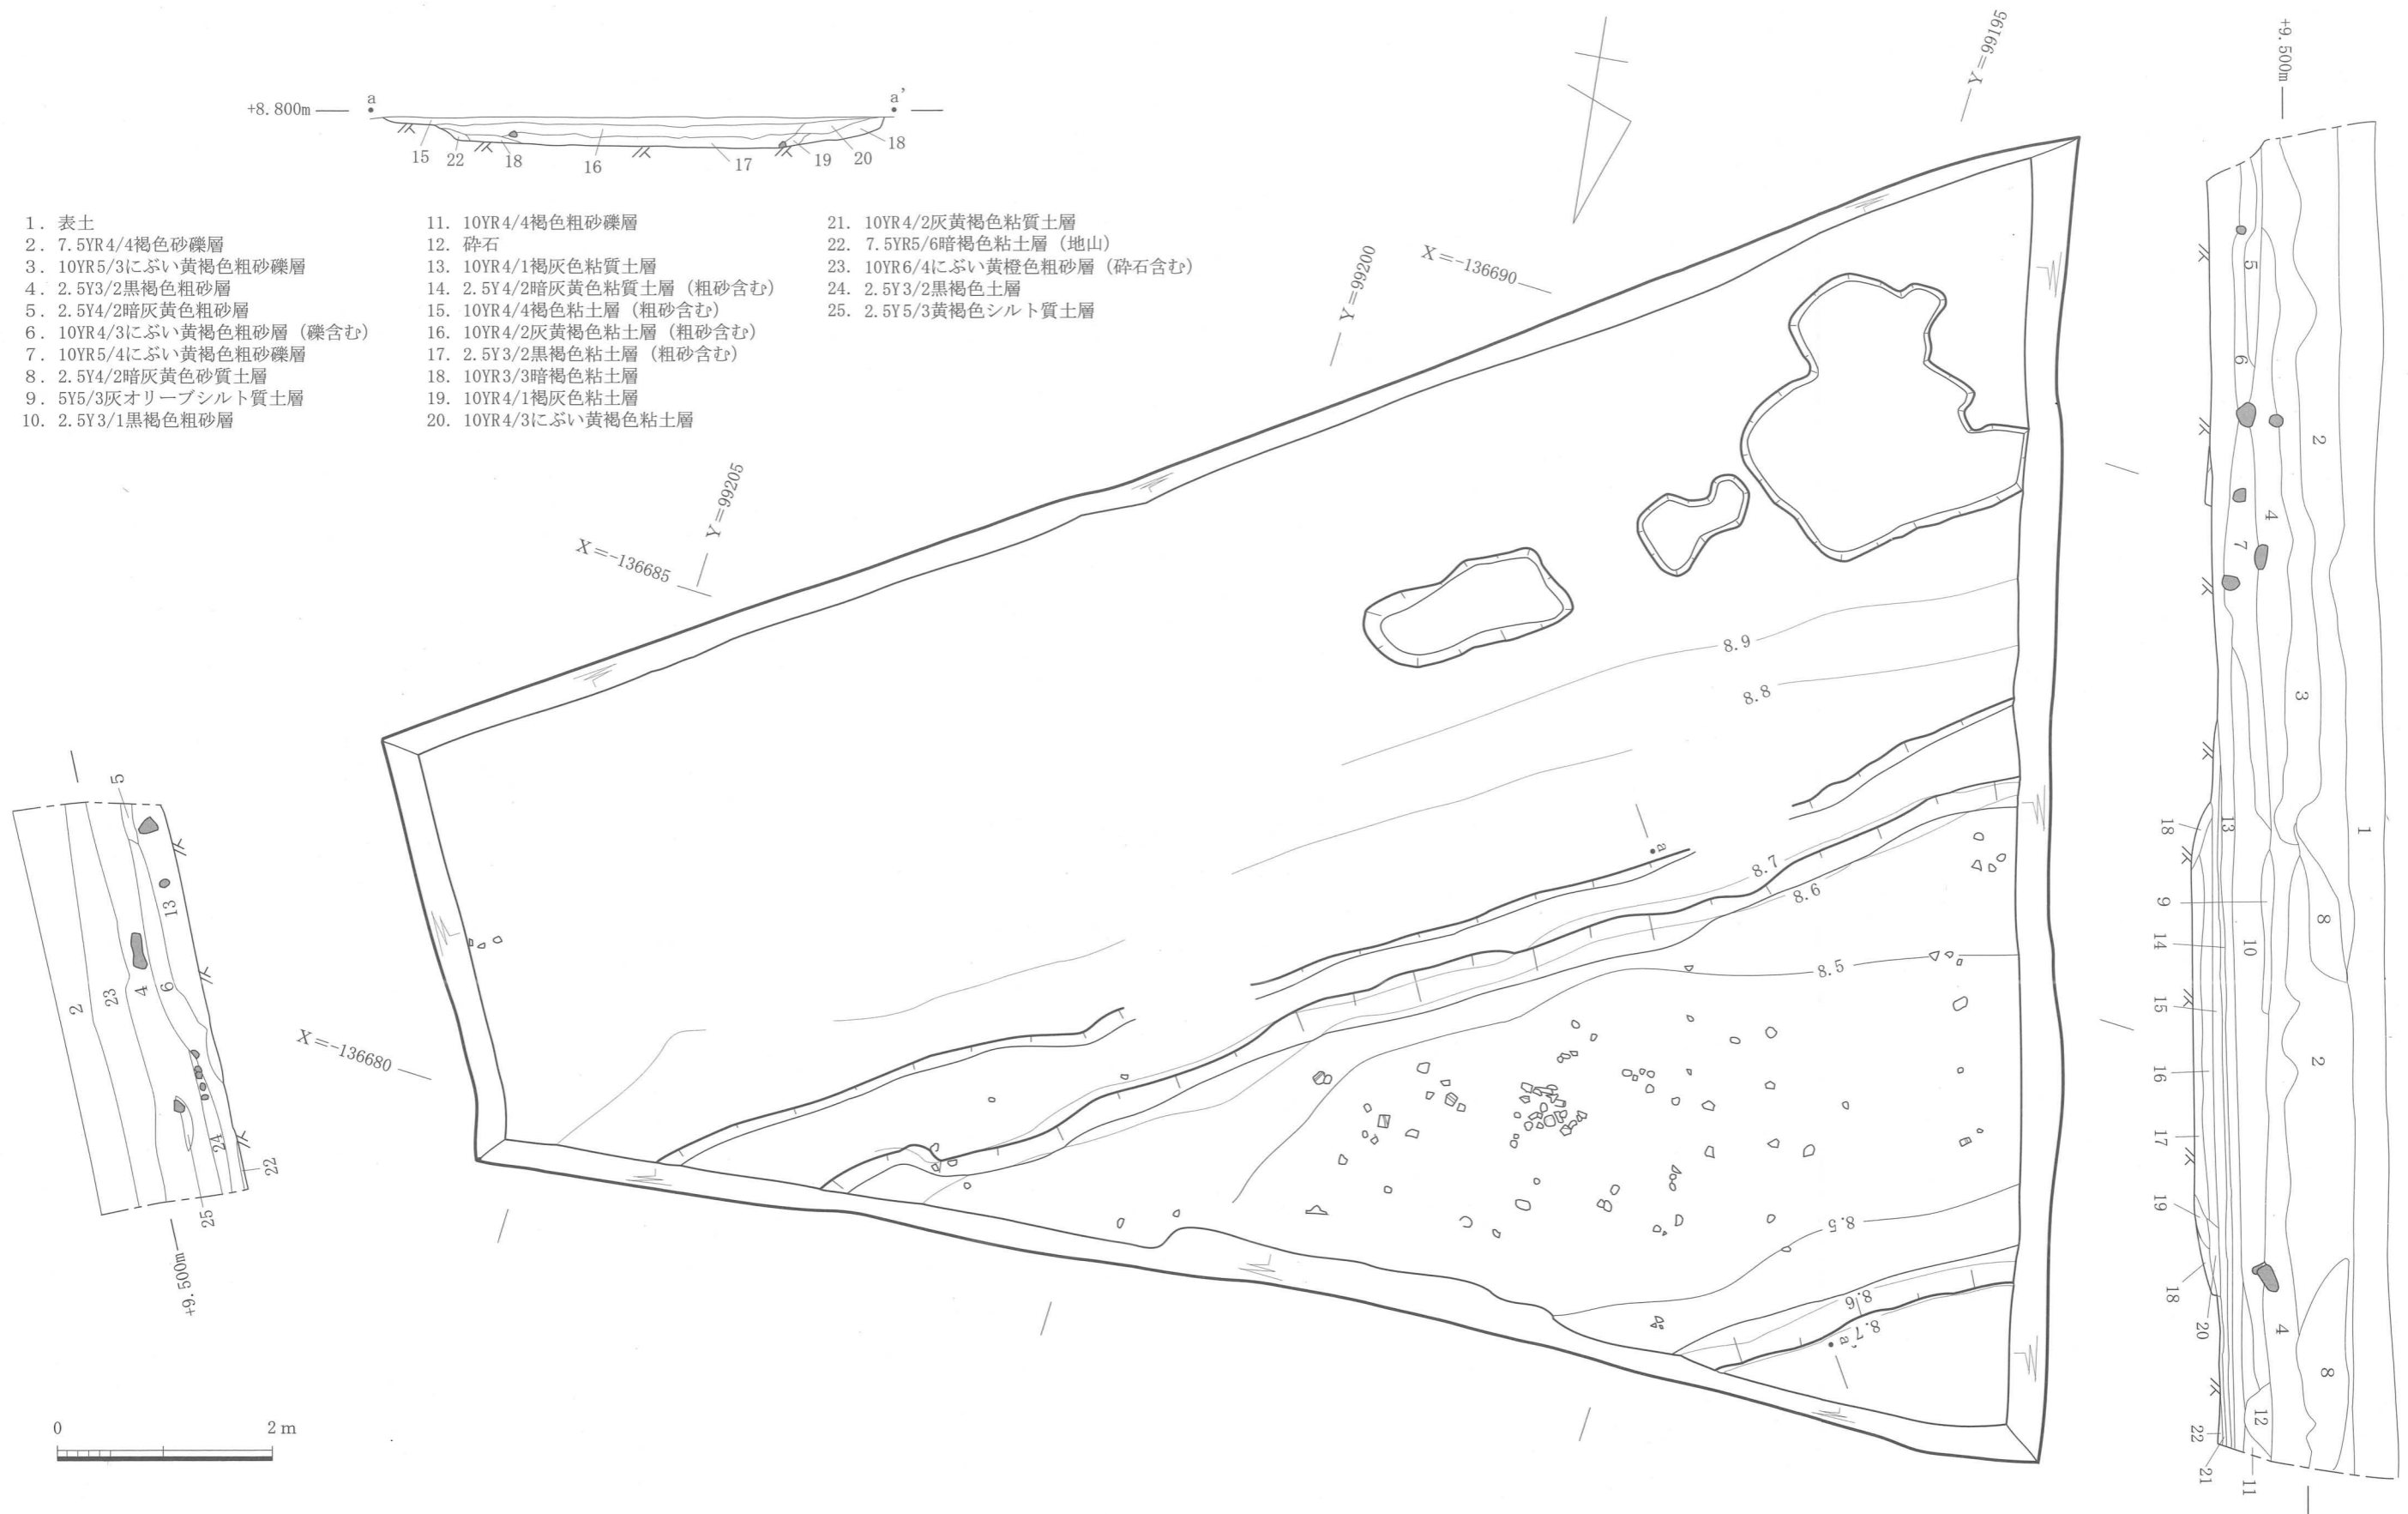 +8.800m
a
a’
15
22
18
16
17
19
20
18
1. 表土
2. 7.5YR4/4褐色砂礫層
3. 10YR5/3にぶい黄褐色粗砂礫層
4. 2.5Y3/2黒褐色粗砂層
5. 2.5Y4/2暗灰黄色粗砂層
6. 10YR4/3にぶい黄褐色粗砂層（礫含む）
7. 10YR5/4にぶい黄褐色粗砂礫層
8. 2.5Y4/2暗灰黄色砂質土層
9. 5Y5/3灰オリーブシルト質土層
10. 2.5Y3/1黒褐色粗砂層
11. 10YR4/4褐色粗砂礫層
12. 砕石
13. 10YR4/1褐灰色粘質土層
14. 2.5Y4/2暗灰黄色粘質土層（粗砂含む）
15. 10YR4/4褐色粘土層（粗砂含む）
16. 10YR4/2灰黄褐色粘土層（粗砂含む）
17. 2.5Y3/2黒褐色粘土層（粗砂含む）
18. 10YR3/3暗褐色粘土層
19. 10YR4/1褐灰色粘土層
20. 10YR4/3にぶい黄褐色粘土層
21. 10YR4/2灰黄褐色粘質土層
22. 7.5YR5/6暗褐色粘土層（地山）
23. 10YR6/4にぶい黄橙色粗砂層（砕石含む）
24. 2.5Y3/2黒褐色土層
25. 2.5Y5/3黄褐色シルト質土層
Y=99195
X=-136690
Y=99200
Y=99205
X=-136685
X=-136680
8.9
8.8
a
8.7
8.6
8.5
8.5
8.6
8.7
a’
5
13
2
23
4
6
24
22
25
+9.500m
+9.500m
5
6
2
4
7
3
1
18
13
9
8
14
10
15
2
16
17
19
18
20
4
8
12
22
21
11
0
2 m